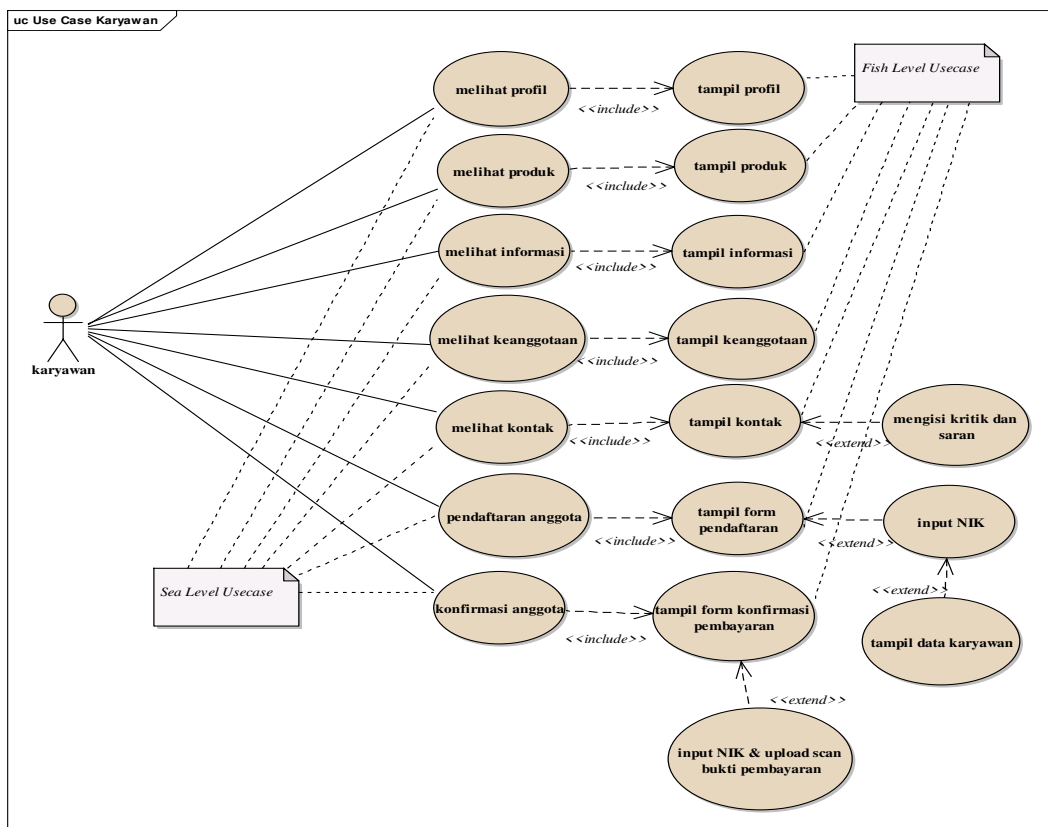 uc Use Case Karyawan
melihat profil
<<include>>
tampil profil
Fish Level Usecase
melihat produk
<<include>>
tampil produk
melihat informasi
<<include>>
tampil informasi
karyawan
melihat keanggotaan
<<include>>
tampil keanggotaan
melihat kontak
<<include>>
tampil kontak
<<extend>>
mengisi kritik dan
saran
pendaftaran anggota
<<include>>
tampil form
pendaftaran
<<extend>>
input NIK
Sea Level Usecase
konfirmasi anggota
<<include>>
tampil form konfirmasi
pembayaran
<<extend>>
tampil data karyawan
<<extend>>
input NIK & upload scan
bukti pembayaran